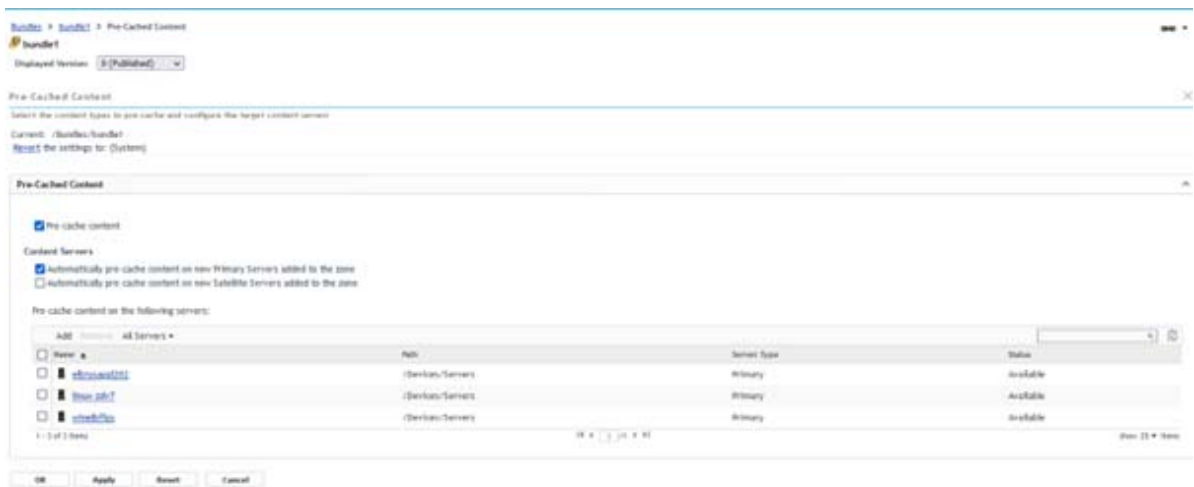 Bundles > bundle1 > Pre-Cached Content
bundle1
Displayed Version: 0 (Published)
Pre-Cached Content
Select the content types to pre-cache and configure the target content servers
Current: /Bundles/bundle1
Revert the settings to: (System)
Pre-Cached Content
Pre-cache content
Content Servers
Automatically pre-cache content on new Primary Servers added to the zone
Automatically pre-cache content on new Satellite Servers added to the zone
Pre-cache content on the following servers:
Add Remove All Servers
Name Path Server Type Status
/Devices/Servers Primary Available
/Devices/Servers Primary Available
/Devices/Servers Primary Available
1 - 3 of 3 items show 25 items
OK Apply Reset Cancel